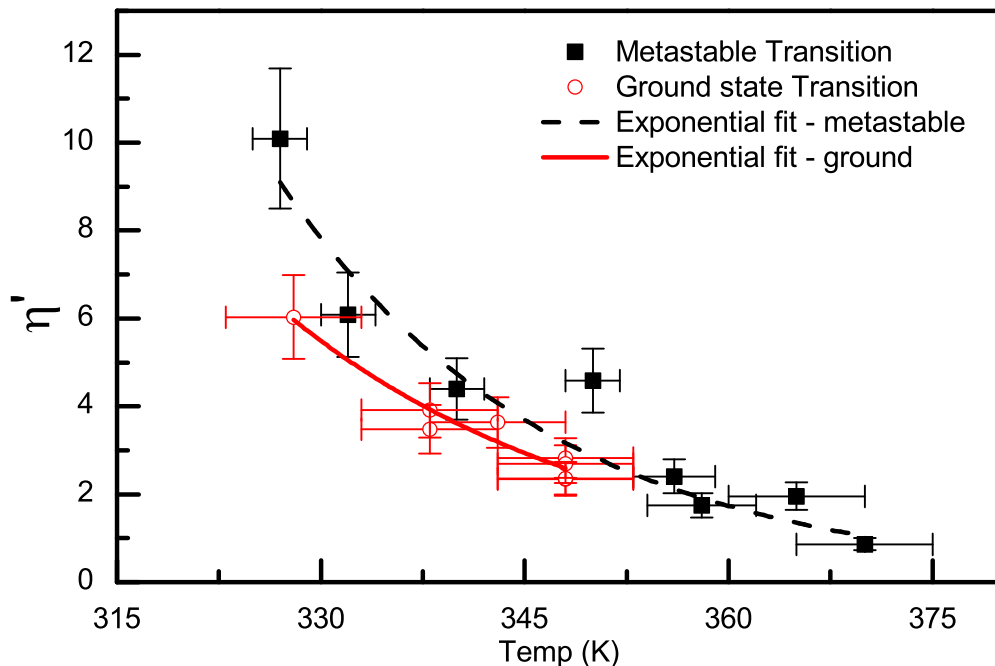 12
10
8
6
4
2
0
η'
Metastable Transition
Ground state Transition
Exponential fit - metastable
Exponential fit - ground
315 330 345 360 375
Temp (K)